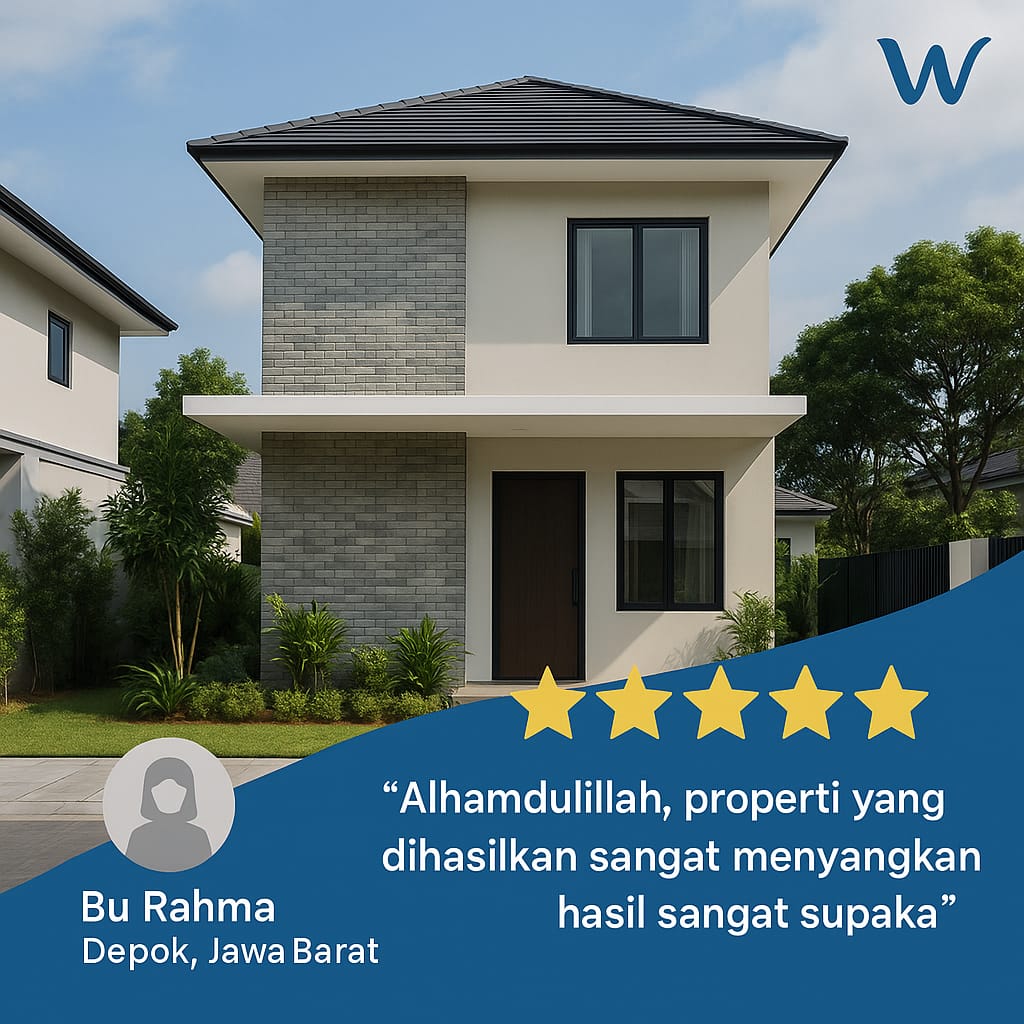 W
“Alhamdulillah, properti yang
dihasilkan sangat menyangkan
hasil sangat supaka”
Bu Rahma
Depok, Jawa Barat